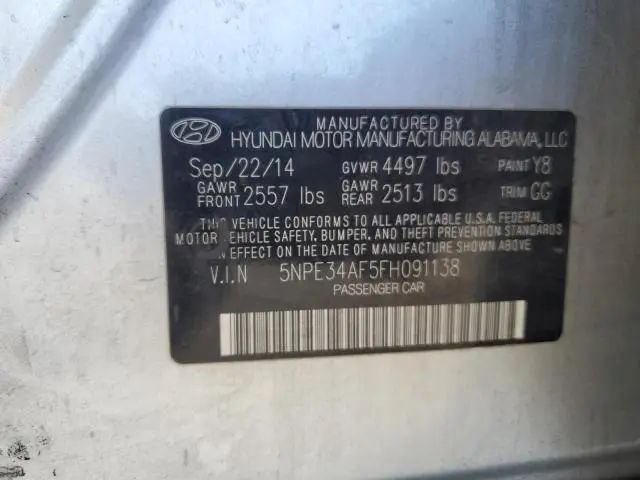 MANUFACTURED BY
HYUNDAI MOTOR MANUFACTURING ALABAMA, LLC
Sep/22/14 GVWR 4497 lbs PAINT Y8
GAWR FRONT 2557 lbs GAWR REAR 2513 lbs TRIM GG
THIS VEHICLE CONFORMS TO ALL APPLICABLE U.S.A. FEDERAL
MOTOR VEHICLE SAFETY, BUMPER, AND THEFT PREVENTION STANDARDS
IN EFFECT ON THE DATE OF MANUFACTURE SHOWN ABOVE.
V.I.N 5NPE34AF5FH091138
PASSENGER CAR